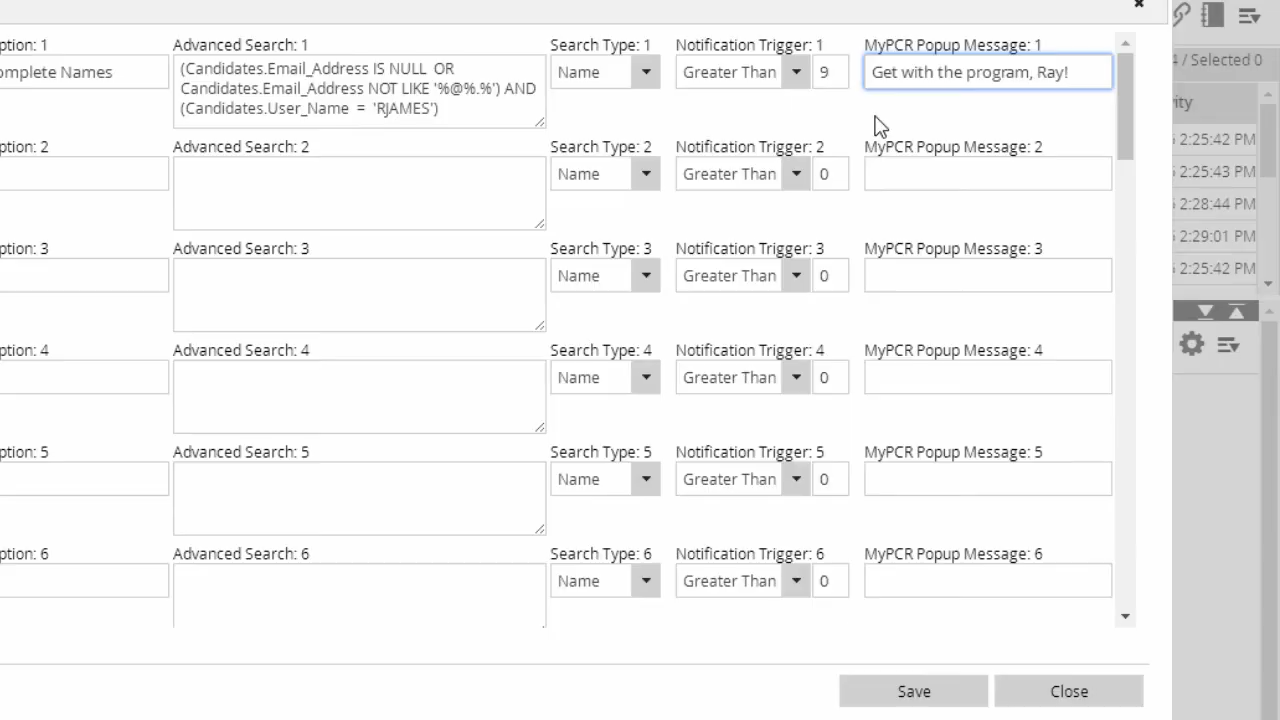 ption: 1 Advanced Search: 1 Search Type: 1 Notification Trigger: 1 MyPCR Popup Message: 1
omplete Names (Candidates.Email_Address IS NULL OR Name Greater Than 9 Get with the program, Ray!
Candidates.Email_Address NOT LIKE '%@%.%') AND
(Candidates.User_Name = 'RJAMES')
ption: 2 Advanced Search: 2 Search Type: 2 Notification Trigger: 2 MyPCR Popup Message: 2
Name Greater Than 0
ption: 3 Advanced Search: 3 Search Type: 3 Notification Trigger: 3 MyPCR Popup Message: 3
Name Greater Than 0
ption: 4 Advanced Search: 4 Search Type: 4 Notification Trigger: 4 MyPCR Popup Message: 4
Name Greater Than 0
ption: 5 Advanced Search: 5 Search Type: 5 Notification Trigger: 5 MyPCR Popup Message: 5
Name Greater Than 0
ption: 6 Advanced Search: 6 Search Type: 6 Notification Trigger: 6 MyPCR Popup Message: 6
Name Greater Than 0
Save Close
/ Selected 0
ity
2:25:42 PM
2:25:43 PM
2:28:44 PM
2:29:01 PM
2:25:42 PM